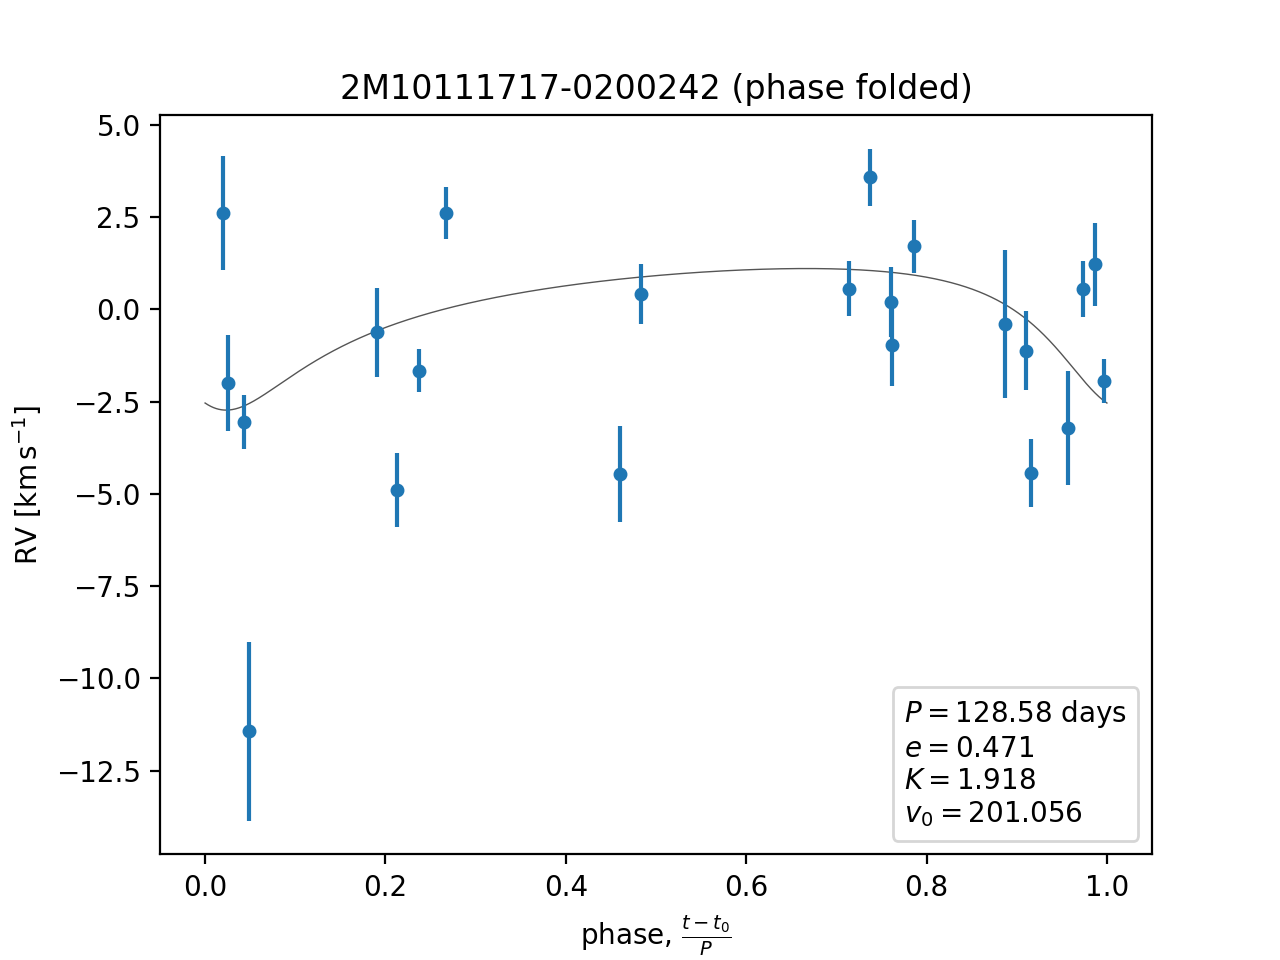 2M10111717-0200242 (phase folded)
5.0
2.5
0.0
−2.5
−5.0
−7.5
−10.0
−12.5
RV [km s⁻¹]
P = 128.58 days
e = 0.471
K = 1.918
v₀ = 201.056
0.0 0.2 0.4 0.6 0.8 1.0
phase, (t − t₀)/P